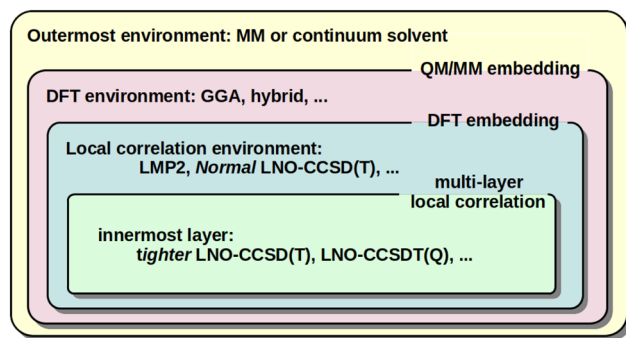 Outermost environment: MM or continuum solvent
QM/MM embedding
DFT environment: GGA, hybrid, ...
DFT embedding
Local correlation environment:
LMP2, Normal LNO-CCSD(T), ...
multi-layer
local correlation
innermost layer:
tighter LNO-CCSD(T), LNO-CCSDT(Q), ...